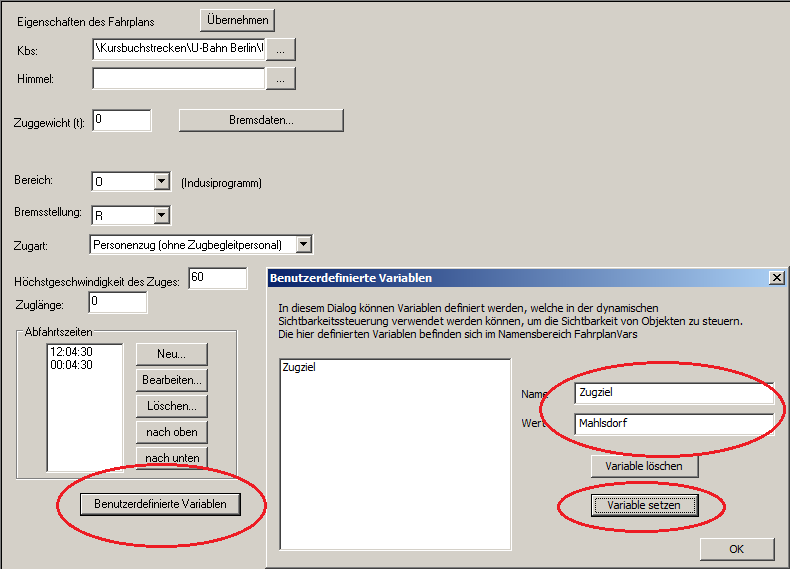 Eigenschaften des Fahrplans
Übernehmen
Kbs:
\Kursbuchstrecken\U-Bahn Berlin\
...
Himmel:
...
Zuggewicht (t):
0
Bremsdaten...
Bereich:
O
(Indusiprogramm)
Bremsstellung:
R
Zugart:
Personenzug (ohne Zugbegleitpersonal)
Höchstgeschwindigkeit des Zuges:
60
Zuglänge:
0
Abfahrtszeiten
12:04:30
00:04:30
Neu...
Bearbeiten...
Löschen...
nach oben
nach unten
Benutzerdefinierte Variablen
Benutzerdefinierte Variablen
In diesem Dialog können Variablen definiert werden, welche in der dynamischen
Sichtbarkeitssteuerung verwendet werden können, um die Sichtbarkeit von Objekten zu steuern.
Die hier definierten Variablen befinden sich im Namensbereich FahrplanVars
Zugziel
Name
Zugziel
Wert
Mahlsdorf
Variable löschen
Variable setzen
OK